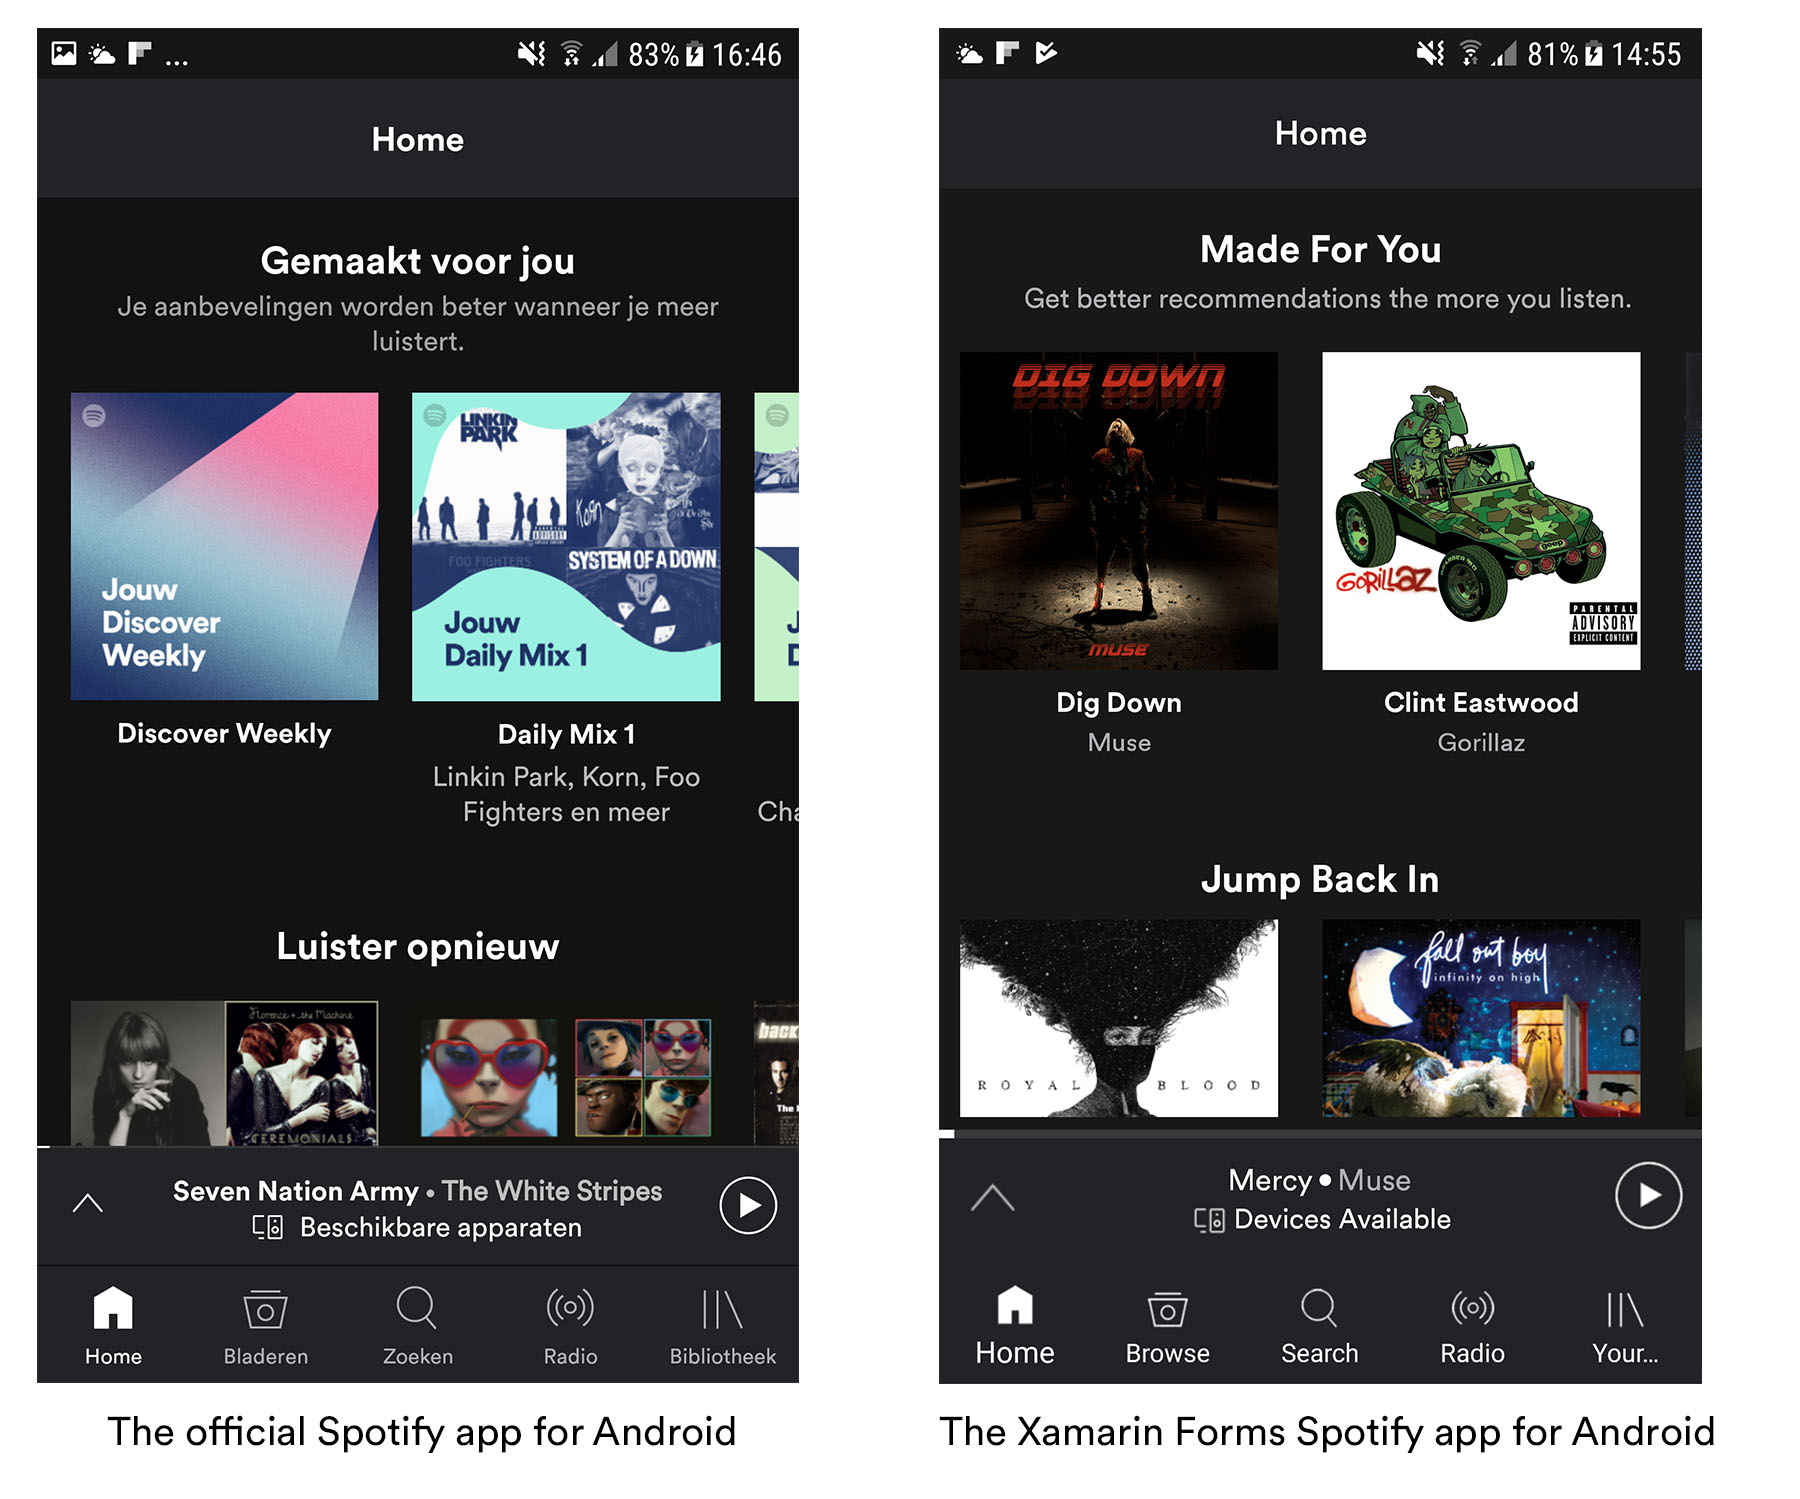 ... 83% 16:46
Home
Gemaakt voor jou
Je aanbevelingen worden beter wanneer je meer
luistert.
Jouw
Discover
Weekly
LINKIN
PARK
Korn
PARENTAL
ADVISORY
FOO FIGHTERS
SYSTEM OF A DOWN
Jouw
Daily Mix 1
J
D
Discover Weekly
Daily Mix 1
Linkin Park, Korn, Foo
Fighters en meer
Cha
Luister opnieuw
Florence + the Machine
CEREMONIALS
back
The
Seven Nation Army • The White Stripes
Beschikbare apparaten
Home
Bladeren
Zoeken
Radio
Bibliotheek
The official Spotify app for Android
81% 14:55
Home
Made For You
Get better recommendations the more you listen.
DIG DOWN
MUSE
geep
GORILLAZ
PARENTAL
ADVISORY
EXPLICIT CONTENT
Dig Down
Muse
Clint Eastwood
Gorillaz
Jump Back In
ROYAL BLOOD
fall out boy
infinity on high
Mercy • Muse
Devices Available
Home
Browse
Search
Radio
Your...
The Xamarin Forms Spotify app for Android